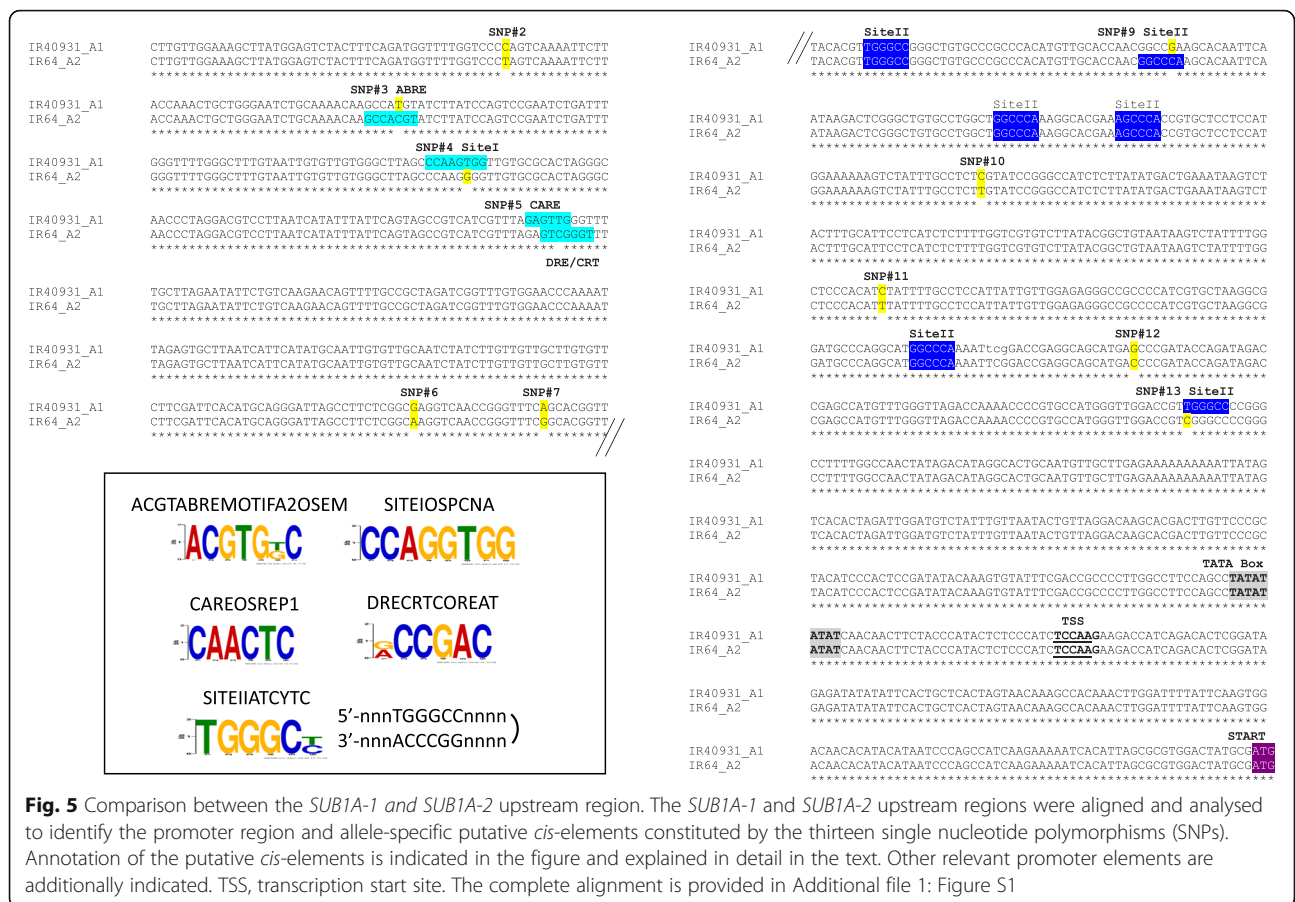 SNP#2
IR40931_A1 CTTGTTGGAAAGCTTATGGAGTCTACTTTCAGATGGTTTTGGTCCCCAGTCAAAATTCTT
IR64_A2 CTTGTTGGAAAGCTTATGGAGTCTACTTTCAGATGGTTTTGGTCCCTAGTCAAAATTCTT
SNP#3 ABRE
IR40931_A1 ACCAAACTGCTGGGAATCTGCAAAACAAGCCATGTATCTTATCCAGTCCGAATCTGATTT
IR64_A2 ACCAAACTGCTGGGAATCTGCAAAACAAGCCACGTATCTTATCCAGTCCGAATCTGATTT
SNP#4 SiteI
IR40931_A1 GGGTTTTGGGCTTTGTAATTGTGTTGTGGGCTTAGCCCAAGTGGTTGTGCGCACTAGGGC
IR64_A2 GGGTTTTGGGCTTTGTAATTGTGTTGTGGGCTTAGCCCAAGGGGTTGTGCGCACTAGGGC
SNP#5 CARE
IR40931_A1 AACCCTAGGACGTCCTTAATCATATTTATTCAGTAGCCGTCATCGTTTAGAGTTGGGTTT
IR64_A2 AACCCTAGGACGTCCTTAATCATATTTATTCAGTAGCCGTCATCGTTTAGAGTCGGGTTT
DRE/CRT
IR40931_A1 TGCTTAGAATATTCTGTCAAGAACAGTTTTGCCGCTAGATCGGTTTGTGGAACCCAAAAT
IR64_A2 TGCTTAGAATATTCTGTCAAGAACAGTTTTGCCGCTAGATCGGTTTGTGGAACCCAAAAT
IR40931_A1 TAGAGTGCTTAATCATTCATATGCAATTGTGTTGCAATCTATCTTGTTGTTGCTTGTGTT
IR64_A2 TAGAGTGCTTAATCATTCATATGCAATTGTGTTGCAATCTATCTTGTTGTTGCTTGTGTT
SNP#6 SNP#7
IR40931_A1 CTTCGATTCACATGCAGGGATTAGCCTTCTCGGCGAGGTCAACCGGGTTTCAGCACGGTT
IR64_A2 CTTCGATTCACATGCAGGGATTAGCCTTCTCGGCAAGGTCAACCGGGTTTCGGCACGGTT
ACGTABREMOTIFA2OSEM SITEIOSPCNA
CAREOSREP1 DRECRTCOREAT
SITEIIATCYTC
5’-nnnTGGGCCnnnn
3’-nnnACCCGGnnnn
SiteII SNP#9 SiteII
IR40931_A1 TACACGTTGGGCCGGGCTGTGCCCGCCCACATGTTGCACCAACGGCCGAAGCACAATTCA
IR64_A2 TACACGTTGGGCCGGGCTGTGCCCGCCCACATGTTGCACCAACGGCCCAAGCACAATTCA
SiteII SiteII
IR40931_A1 ATAAGACTCGGGCTGTGCCTGGCTGGCCCAAAGGCACGAAAGCCCACCGTGCTCCTCCAT
IR64_A2 ATAAGACTCGGGCTGTGCCTGGCTGGCCCAAAGGCACGAAAGCCCACCGTGCTCCTCCAT
SNP#10
IR40931_A1 GGAAAAAAGTCTATTTGCCTCTCGTATCCGGGCCATCTCTTATATGACTGAAATAAGTCT
IR64_A2 GGAAAAAAGTCTATTTGCCTCTTGTATCCGGGCCATCTCTTATATGACTGAAATAAGTCT
IR40931_A1 ACTTTGCATTCCTCATCTCTTTTGGTCGTGTCTTATACGGCTGTAATAAGTCTATTTTGG
IR64_A2 ACTTTGCATTCCTCATCTCTTTTGGTCGTGTCTTATACGGCTGTAATAAGTCTATTTTGG
SNP#11
IR40931_A1 CTCCCACATCTATTTTGCCTCCATTATTGTTGGAGAGGGCCGCCCCATCGTGCTAAGGCG
IR64_A2 CTCCCACATTTATTTTGCCTCCATTATTGTTGGAGAGGGCCGCCCCATCGTGCTAAGGCG
SiteII SNP#12
IR40931_A1 GATGCCCAGGCATGGCCCAAAATtcgGACCGAGGCAGCATGAGCCCGATACCAGATAGAC
IR64_A2 GATGCCCAGGCATGGCCCAAAATTCGGACCGAGGCAGCATGACCCCGATACCAGATAGAC
SNP#13 SiteII
IR40931_A1 CGAGCCATGTTTGGGTTAGACCAAAACCCCGTGCCATGGGTTGGACCGTTGGGCCCCGGG
IR64_A2 CGAGCCATGTTTGGGTTAGACCAAAACCCCGTGCCATGGGTTGGACCGTCGGGCCCCGGG
IR40931_A1 CCTTTTGGCCAACTATAGACATAGGCACTGCAATGTTGCTTGAGAAAAAAAAAATTATAG
IR64_A2 CCTTTTGGCCAACTATAGACATAGGCACTGCAATGTTGCTTGAGAAAAAAAAAATTATAG
IR40931_A1 TCACACTAGATTGGATGTCTATTTGTTAATACTGTTAGGACAAGCACGACTTGTTCCCGC
IR64_A2 TCACACTAGATTGGATGTCTATTTGTTAATACTGTTAGGACAAGCACGACTTGTTCCCGC
TATA Box
IR40931_A1 TACATCCCACTCCGATATACAAAGTGTATTTCGACCGCCCCTTGGCCTTCCAGCCTATAT
IR64_A2 TACATCCCACTCCGATATACAAAGTGTATTTCGACCGCCCCTTGGCCTTCCAGCCTATAT
TSS
IR40931_A1 ATATCAACAACTTCTACCCATACTCTCCCATCTCCAAGAAGACCATCAGACACTCGGATA
IR64_A2 ATATCAACAACTTCTACCCATACTCTCCCATCTCCAAGAAGACCATCAGACACTCGGATA
IR40931_A1 GAGATATATATTCACTGCTCACTAGTAACAAAGCCACAAACTTGGATTTTATTCAAGTGG
IR64_A2 GAGATATATATTCACTGCTCACTAGTAACAAAGCCACAAACTTGGATTTTATTCAAGTGG
START
IR40931_A1 ACAACACATACATAATCCCAGCCATCAAGAAAAATCACATTAGCGCGTGGACTATGCGATG
IR64_A2 ACAACACATACATAATCCCAGCCATCAAGAAAAATCACATTAGCGCGTGGACTATGCGATG
Fig. 5 Comparison between the SUB1A-1 and SUB1A-2 upstream region. The SUB1A-1 and SUB1A-2 upstream regions were aligned and analysed
to identify the promoter region and allele-specific putative cis-elements constituted by the thirteen single nucleotide polymorphisms (SNPs).
Annotation of the putative cis-elements is indicated in the figure and explained in detail in the text. Other relevant promoter elements are
additionally indicated. TSS, transcription start site. The complete alignment is provided in Additional file 1: Figure S1